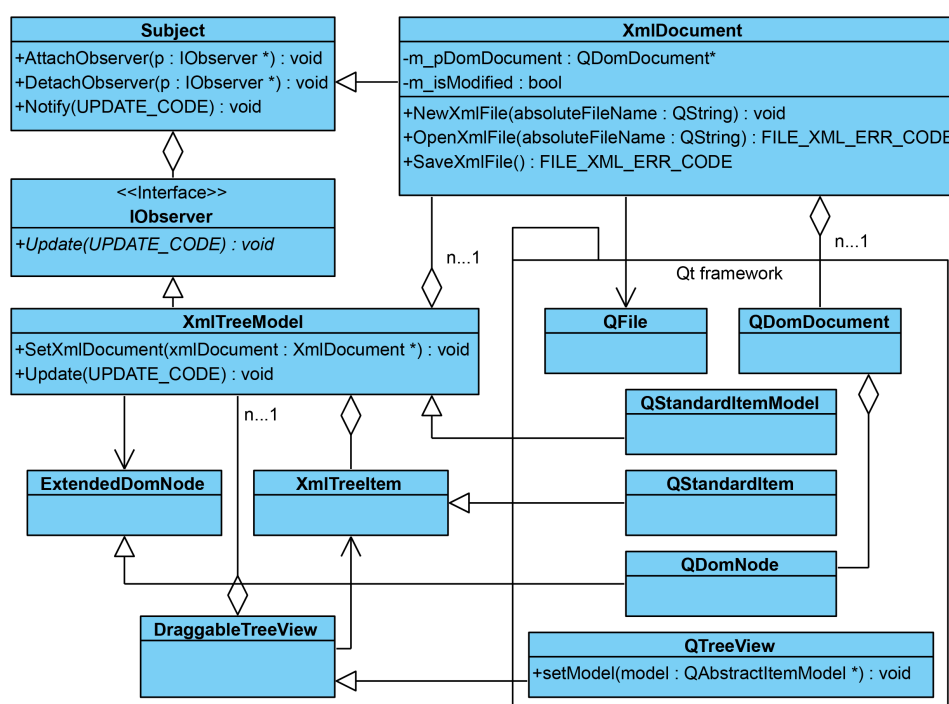 Subject
+AttachObserver(p : IObserver *) : void
+DetachObserver(p : IObserver *) : void
+Notify(UPDATE_CODE) : void
XmlDocument
-m_pDomDocument : QDomDocument*
-m_isModified : bool
+NewXmlFile(absoluteFileName : QString) : void
+OpenXmlFile(absoluteFileName : QString) : FILE_XML_ERR_CODE
+SaveXmlFile() : FILE_XML_ERR_CODE
<<Interface>>
IObserver
+Update(UPDATE_CODE) : void
n...1
n...1
Qt framework
XmlTreeModel
+SetXmlDocument(xmlDocument : XmlDocument *) : void
+Update(UPDATE_CODE) : void
QFile
QDomDocument
n...1
QStandardItemModel
ExtendedDomNode
XmlTreeItem
QStandardItem
QDomNode
DraggableTreeView
QTreeView
+setModel(model : QAbstractItemModel *) : void